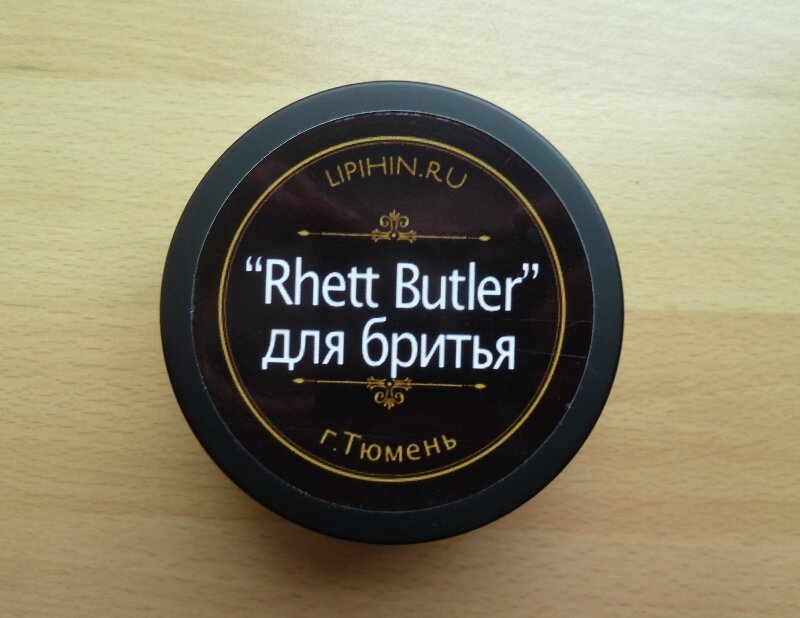 LIPIHIN.RU
“Rhett Butler”
для бритья
г.Тюмень